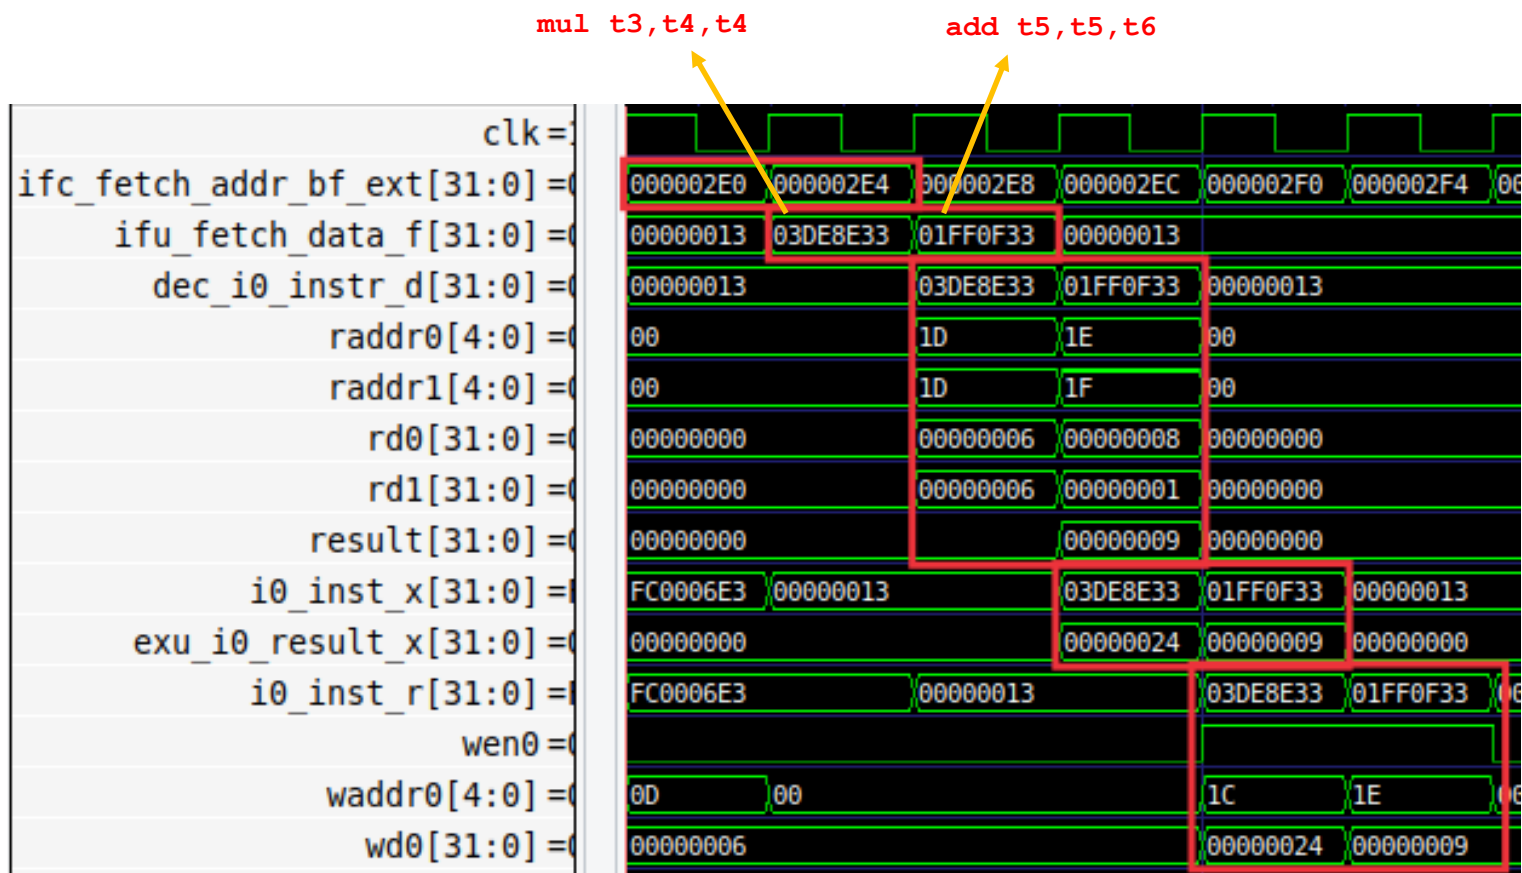 mul t3,t4,t4 add t5,t5,t6
clk =
ifc_fetch_addr_bf_ext[31:0] = 000002E0 000002E4 000002E8 000002EC 000002F0 000002F4 00
ifu_fetch_data_f[31:0] = 00000013 03DE8E33 01FF0F33 00000013
dec_i0_instr_d[31:0] = 00000013 03DE8E33 01FF0F33 00000013
raddr0[4:0] = 00 1D 1E 00
raddr1[4:0] = 00 1D 1F 00
rd0[31:0] = 00000000 00000006 00000008 00000000
rd1[31:0] = 00000000 00000006 00000001 00000000
result[31:0] = 00000000 00000009 00000000
i0_inst_x[31:0] = FC0006E3 00000013 03DE8E33 01FF0F33 00000013
exu_i0_result_x[31:0] = 00000000 00000024 00000009 00000000
i0_inst_r[31:0] = FC0006E3 00000013 03DE8E33 01FF0F33 00
wen0 =
waddr0[4:0] = 0D 00 1C 1E 00
wd0[31:0] = 00000006 00000024 00000009